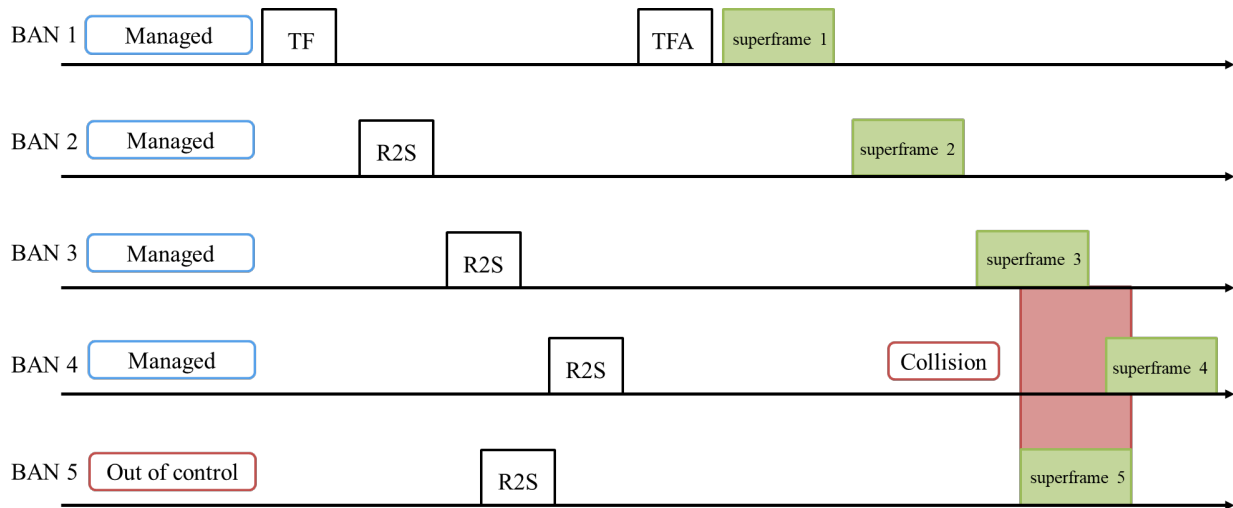 BAN 1
Managed
TF
TFA
superframe 1
BAN 2
Managed
R2S
superframe 2
BAN 3
Managed
R2S
superframe 3
BAN 4
Managed
R2S
Collision
superframe 4
BAN 5
Out of control
R2S
superframe 5